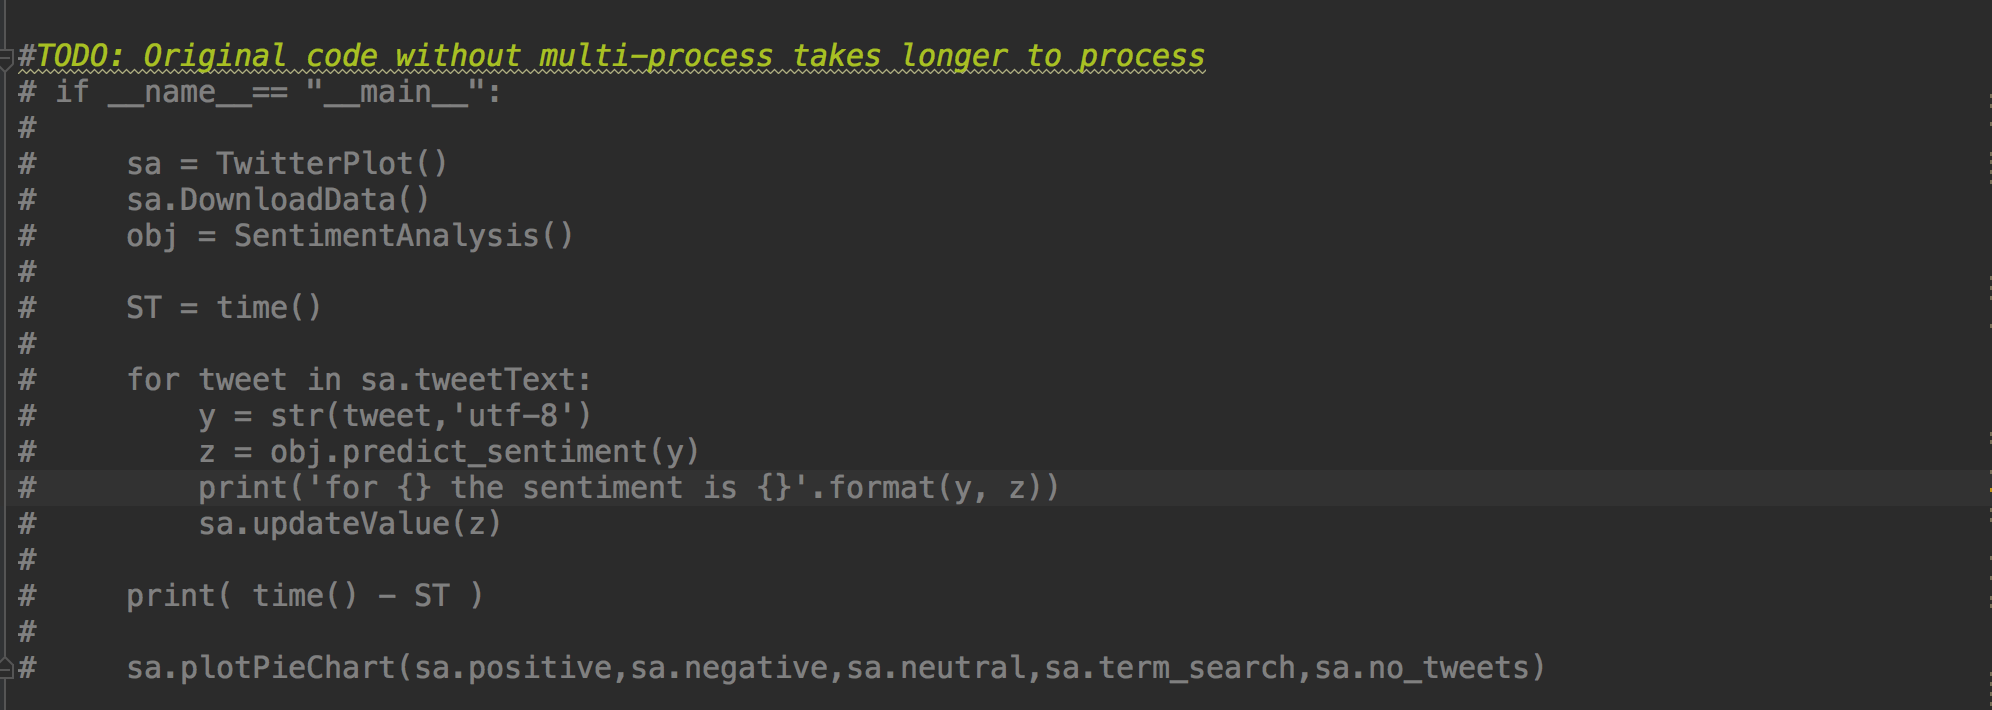 #TODO: Original code without multi-process takes longer to process
# if __name__== "__main__":
#
#     sa = TwitterPlot()
#     sa.DownloadData()
#     obj = SentimentAnalysis()
#
#     ST = time()
#
#     for tweet in sa.tweetText:
#         y = str(tweet,'utf-8')
#         z = obj.predict_sentiment(y)
#         print('for {} the sentiment is {}'.format(y, z))
#         sa.updateValue(z)
#
#     print( time() - ST )
#
#     sa.plotPieChart(sa.positive,sa.negative,sa.neutral,sa.term_search,sa.no_tweets)